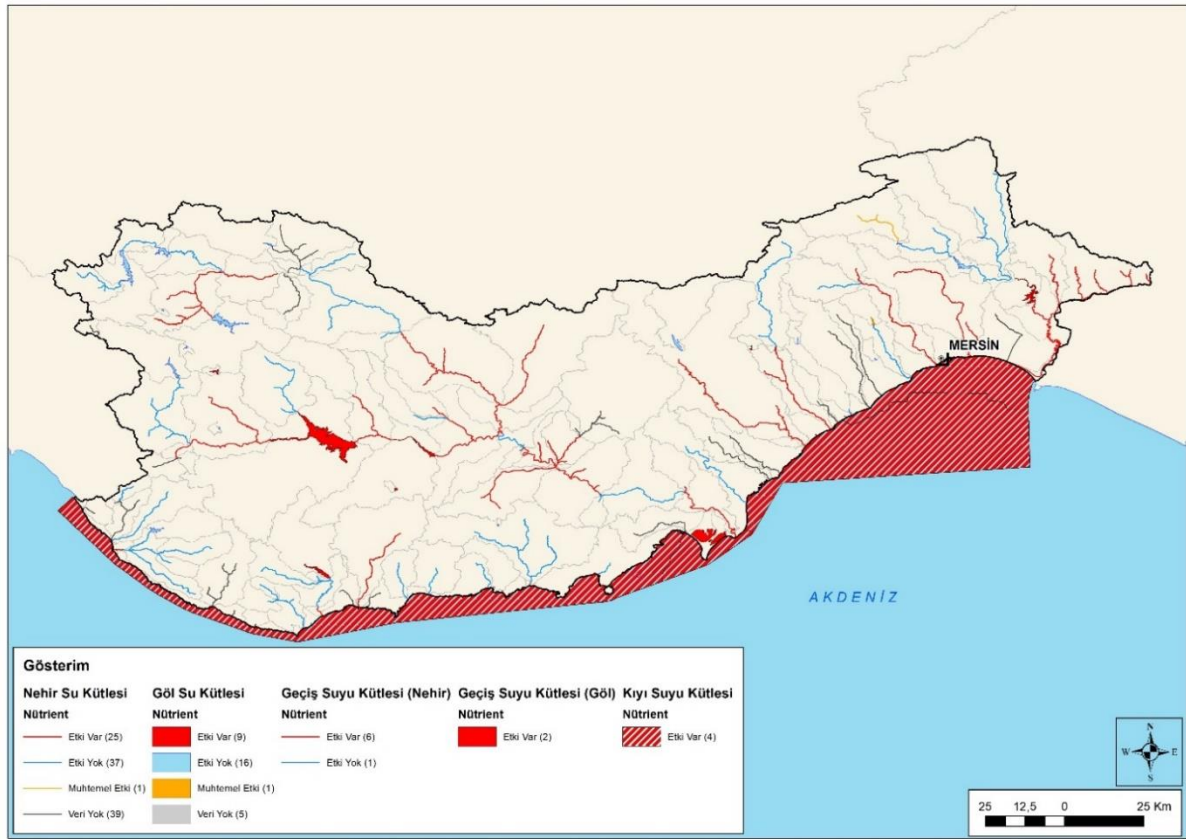 MERSİN
AKDENİZ
Gösterim
Nehir Su Kütlesi
Nütrient
Etki Var (25)
Etki Yok (37)
Muhtemel Etki (1)
Veri Yok (39)
Göl Su Kütlesi
Nütrient
Etki Var (9)
Etki Yok (16)
Muhtemel Etki (1)
Veri Yok (5)
Geçiş Suyu Kütlesi (Nehir)
Nütrient
Etki Var (6)
Etki Yok (1)
Geçiş Suyu Kütlesi (Göl)
Nütrient
Etki Var (2)
Kıyı Suyu Kütlesi
Nütrient
Etki Var (4)
N
W E
S
25 12,5 0 25 Km